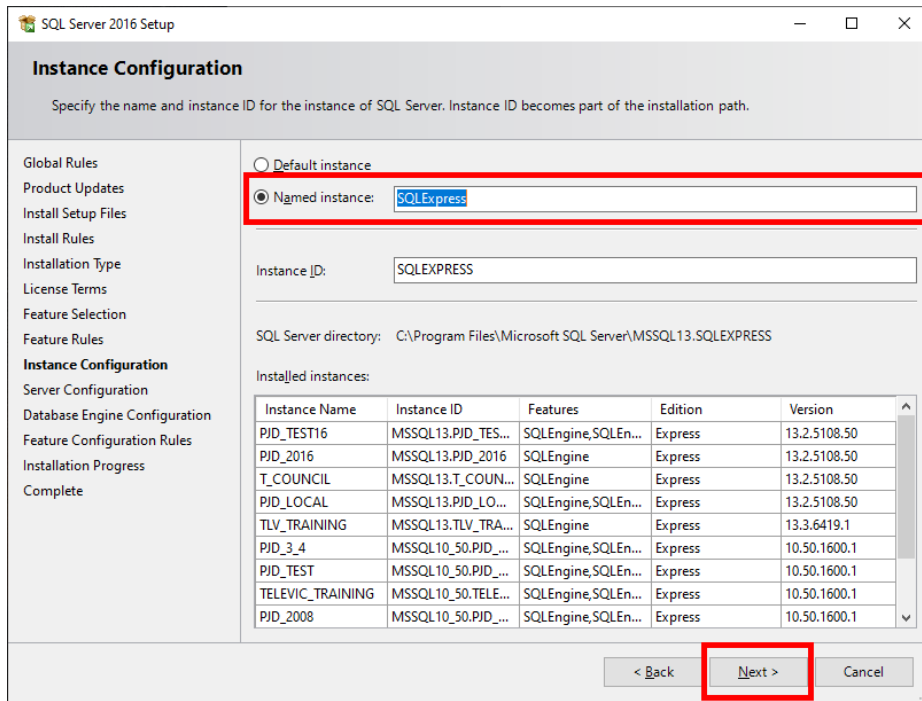 SQL Server 2016 Setup
Instance Configuration
Specify the name and instance ID for the instance of SQL Server. Instance ID becomes part of the installation path.
Global Rules
Product Updates
Install Setup Files
Install Rules
Installation Type
License Terms
Feature Selection
Feature Rules
Instance Configuration
Server Configuration
Database Engine Configuration
Feature Configuration Rules
Installation Progress
Complete
Default instance
Named instance: SQLExpress
Instance ID: SQLEXPRESS
SQL Server directory: C:\Program Files\Microsoft SQL Server\MSSQL13.SQLEXPRESS
Installed instances:
Instance Name Instance ID Features Edition Version
PJD_TEST16 MSSQL13.PJD_TES... SQLEngine,SQLEn... Express 13.2.5108.50
PJD_2016 MSSQL13.PJD_2016 SQLEngine Express 13.2.5108.50
T_COUNCIL MSSQL13.T_COUN... SQLEngine Express 13.2.5108.50
PJD_LOCAL MSSQL13.PJD_LO... SQLEngine,SQLEn... Express 13.2.5108.50
TLV_TRAINING MSSQL13.TLV_TRA... SQLEngine Express 13.3.6419.1
PJD_3_4 MSSQL10_50.PJD_... SQLEngine,SQLEn... Express 10.50.1600.1
PJD_TEST MSSQL10_50.PJD_... SQLEngine,SQLEn... Express 10.50.1600.1
TELEVIC_TRAINING MSSQL10_50.TELE... SQLEngine,SQLEn... Express 10.50.1600.1
PJD_2008 MSSQL10_50.PJD_... SQLEngine,SQLEn... Express 10.50.1600.1
< Back Next > Cancel